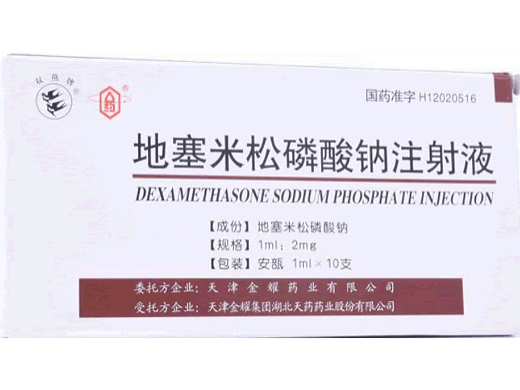 双燕牌®
®
国药准字 H12020516
地塞米松磷酸钠注射液
DEXAMETHASONE SODIUM PHOSPHATE INJECTION
【成份】地塞米松磷酸钠
【规格】1ml:2mg
【包装】安瓿 1ml×10支
委托方企业:天津金耀药业有限公司
受托方企业:天津金耀集团湖北天药药业股份有限公司